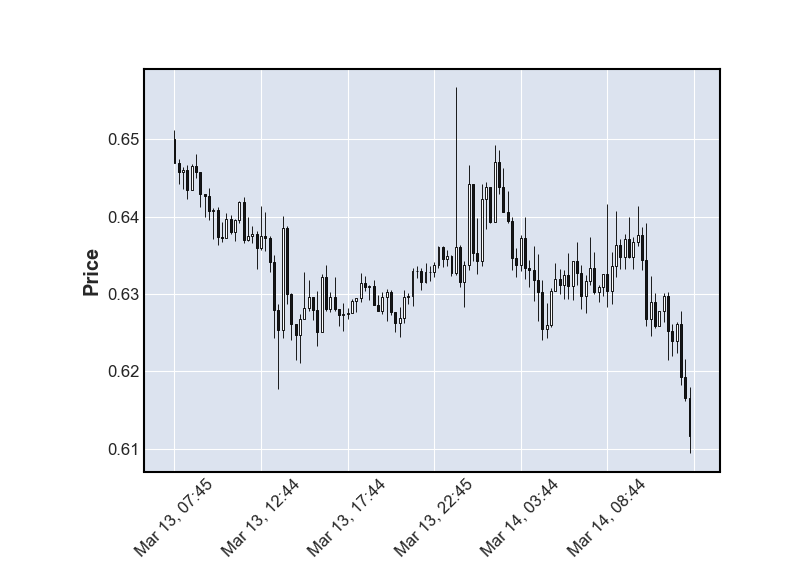 Price
0.65
0.64
0.63
0.62
0.61
Mar 13, 07:45
Mar 13, 12:44
Mar 13, 17:44
Mar 13, 22:45
Mar 14, 03:44
Mar 14, 08:44